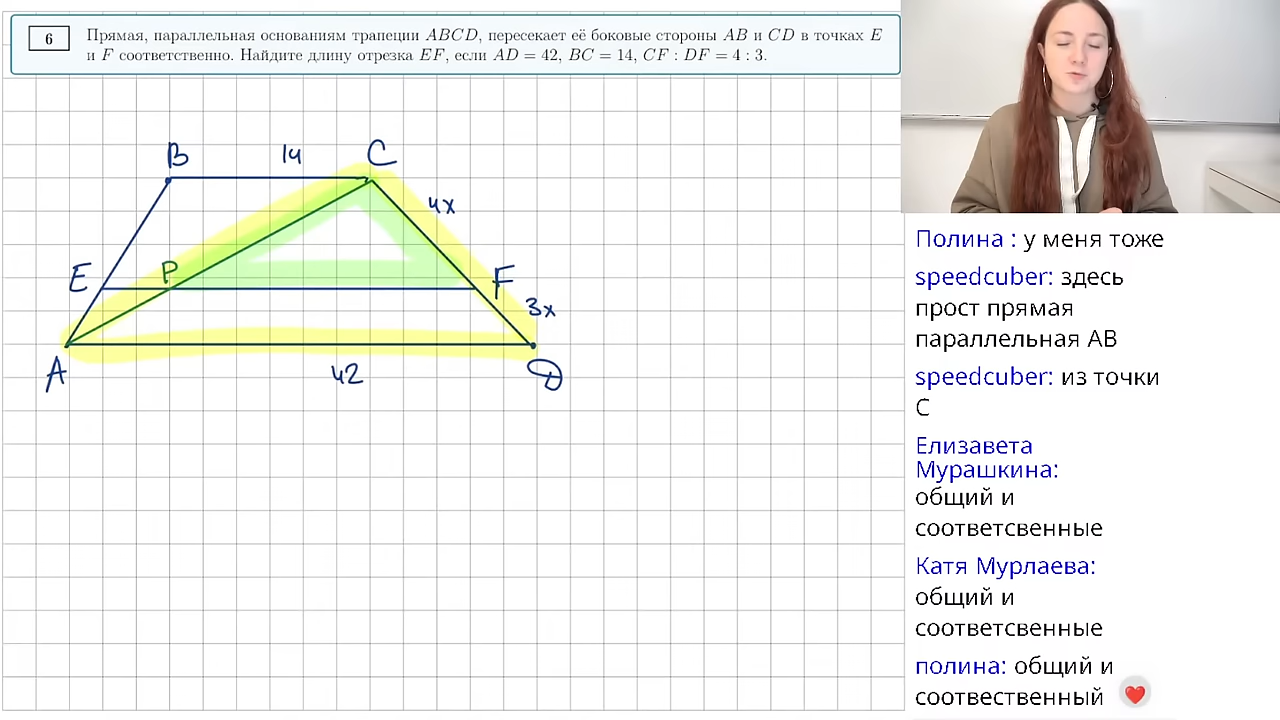 6
Прямая, параллельная основаниям трапеции ABCD, пересекает её боковые стороны AB и CD в точках E
и F соответственно. Найдите длину отрезка EF, если AD = 42, BC = 14, CF : DF = 4 : 3.
B 14 C
4x
E P F
3x
A 42 D
Полина : у меня тоже
speedcuber: здесь
прост прямая
параллельная АВ
speedcuber: из точки
С
Елизавета
Мурашкина:
общий и
соответсвенные
Катя Мурлаева:
общий и
соответсвенные
полина: общий и
соотвественный